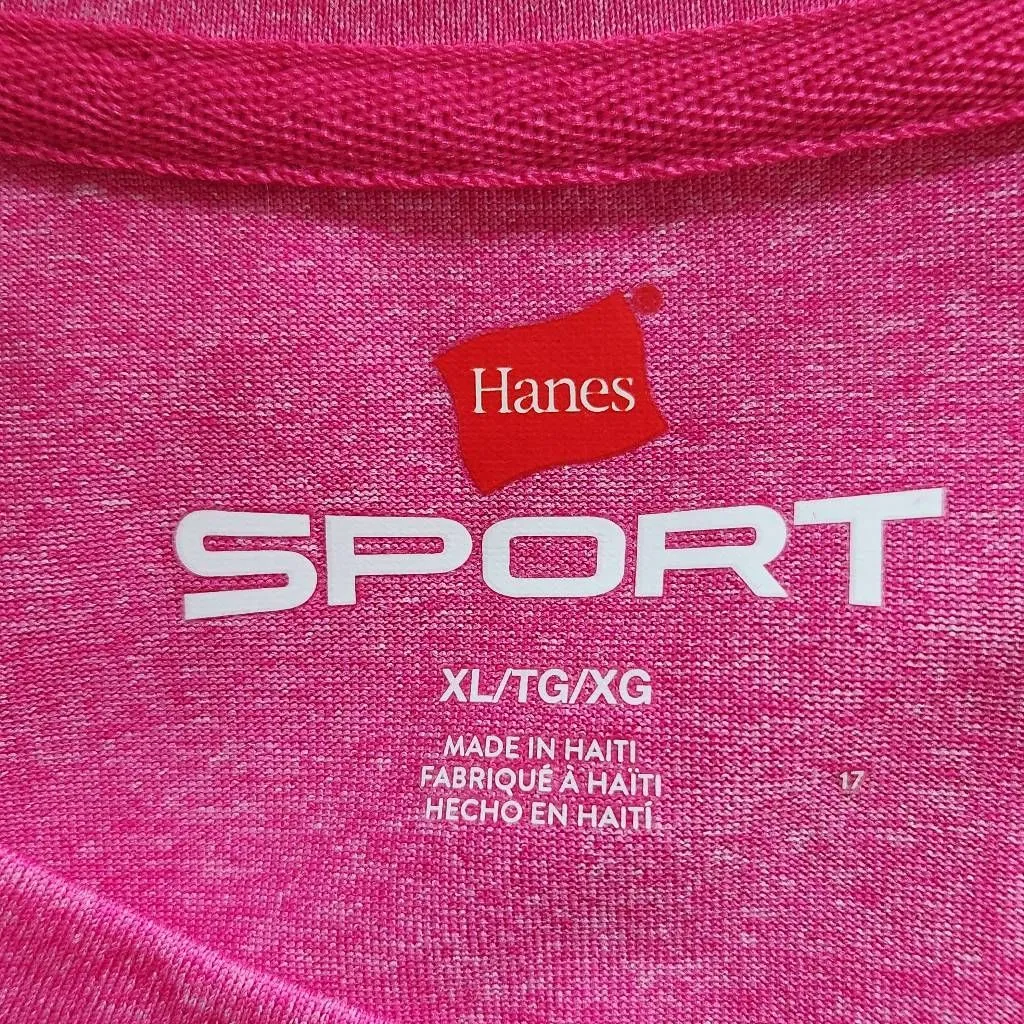 Hanes
SPORT
XL/TG/XG
MADE IN HAITI
FABRIQUÉ À HAÏTI
HECHO EN HAITÍ
17